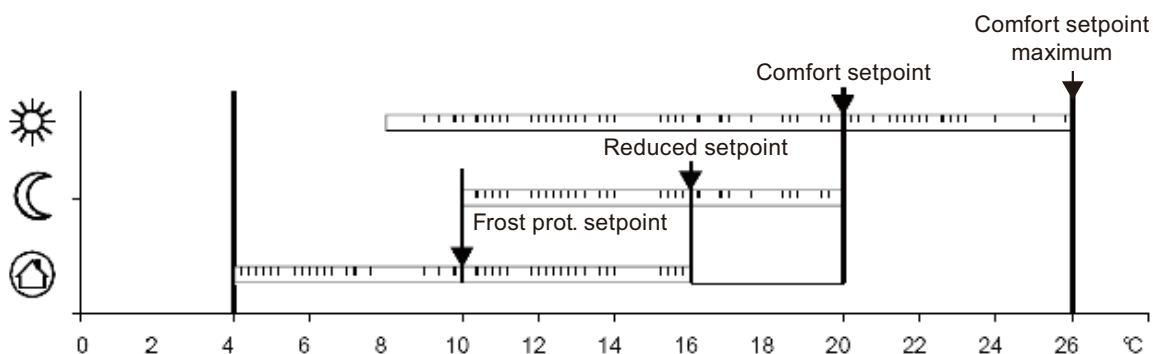 Comfort setpoint
maximum
Comfort setpoint
Reduced setpoint
Frost prot. setpoint
0 2 4 6 8 10 12 14 16 18 20 22 24 26 °C